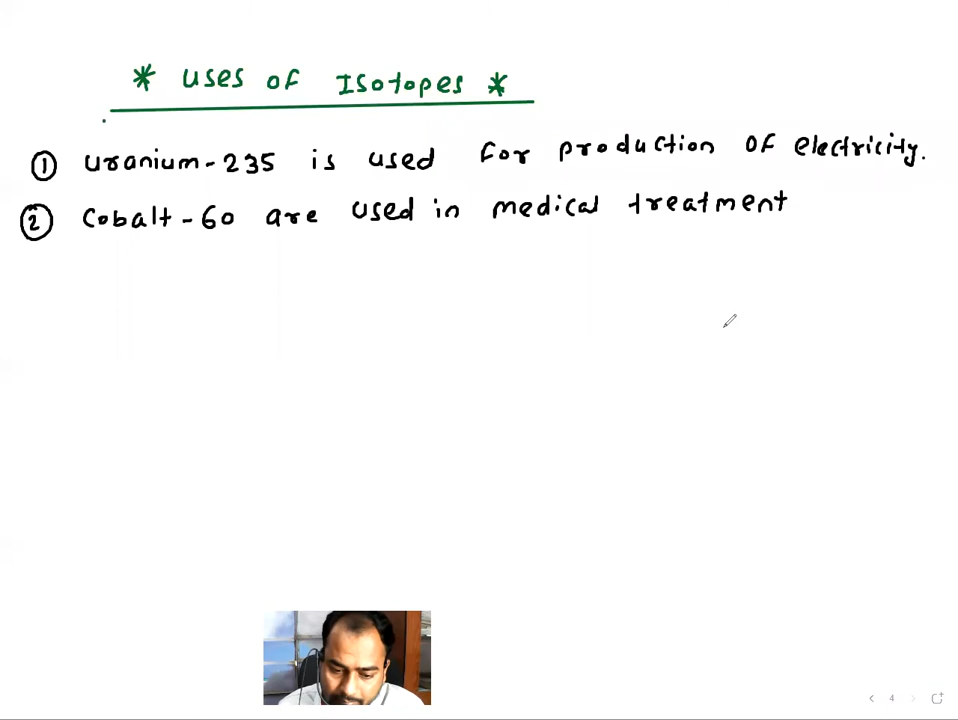 * Uses of Isotopes *
① Uranium-235 is used for production of electricity.
② Cobalt-60 are used in medical treatment
4